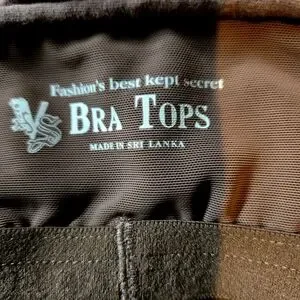 Fashion's best kept secret
BRA TOPS
MADE IN SRI LANKA